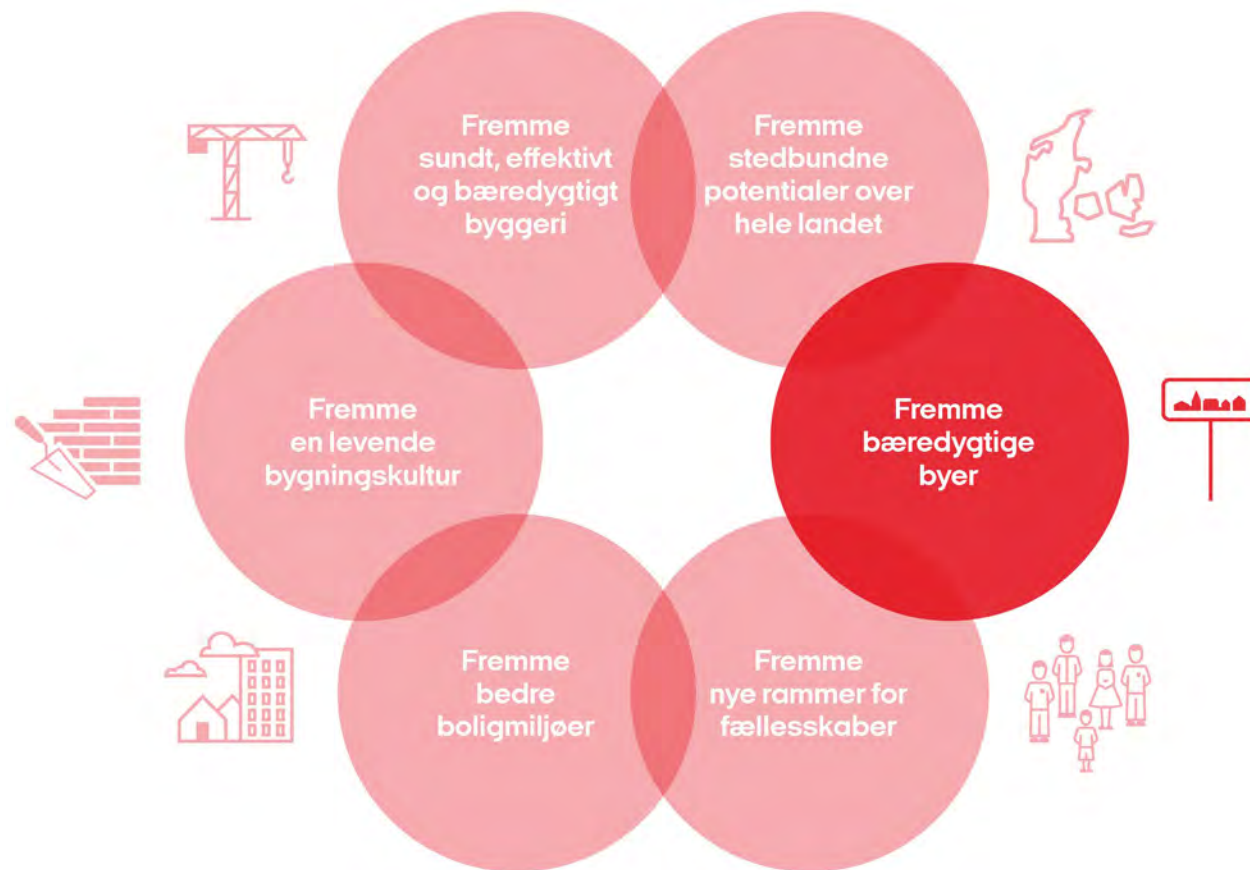 Fremme
sundt, effektivt
og bæredygtigt
byggeri
Fremme
stedbundne
potentialer over
hele landet
Fremme
en levende
bygningskultur
Fremme
bæredygtige
byer
Fremme
bedre
boligmiljøer
Fremme
nye rammer for
fællesskaber